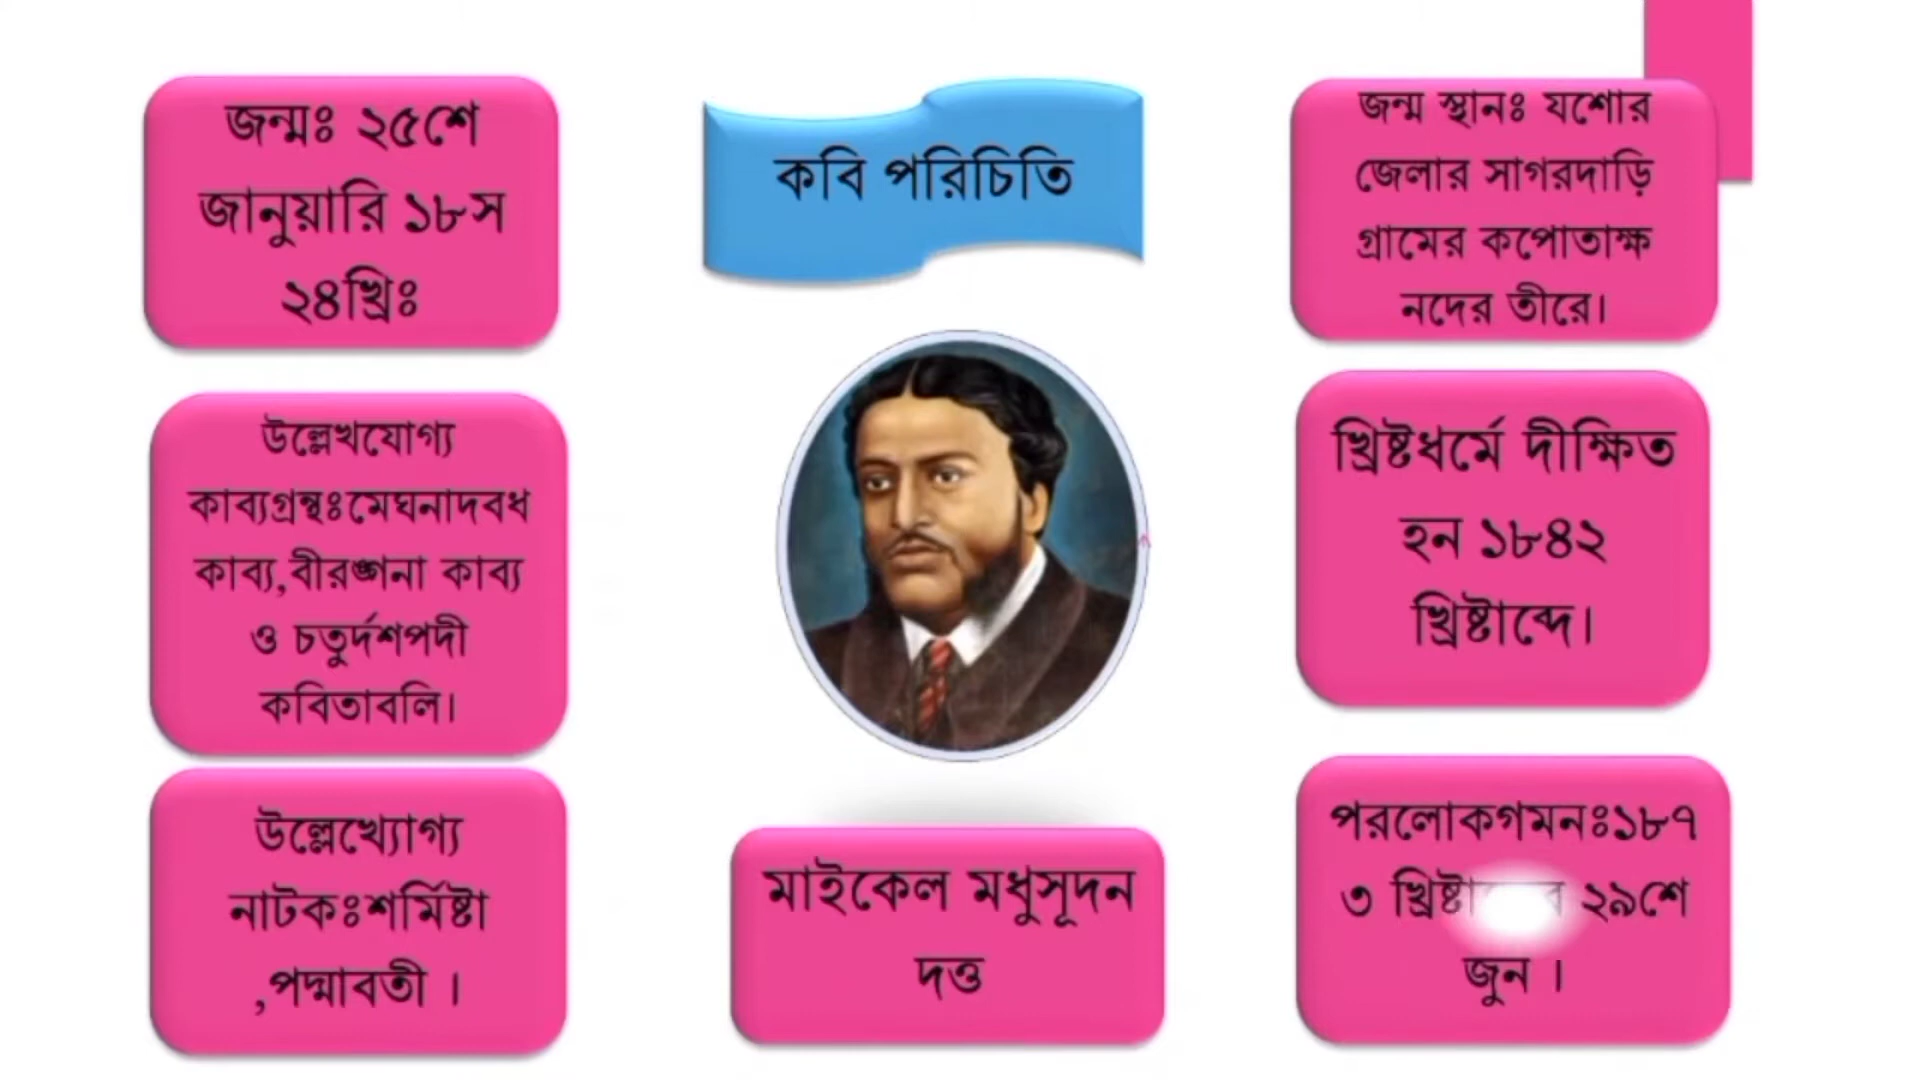 জন্মঃ ২৫শে
জানুয়ারি ১৮স
২৪খ্রিঃ
কবি পরিচিতি
জন্ম স্থানঃ যশোর
জেলার সাগরদাড়ি
গ্রামের কপোতাক্ষ
নদের তীরে।
উল্লেখযোগ্য
কাব্যগ্রন্থঃমেঘনাদবধ
কাব্য,বীরঙ্গনা কাব্য
ও চতুর্দশপদী
কবিতাবলি।
খ্রিষ্টধর্মে দীক্ষিত
হন ১৮৪২
খ্রিষ্টাব্দে।
উল্লেখ্যোগ্য
নাটকঃশর্মিষ্টা
,পদ্মাবতী ।
মাইকেল মধুসূদন
দত্ত
পরলোকগমনঃ১৮৭
৩ ২৯শে
জুন ।